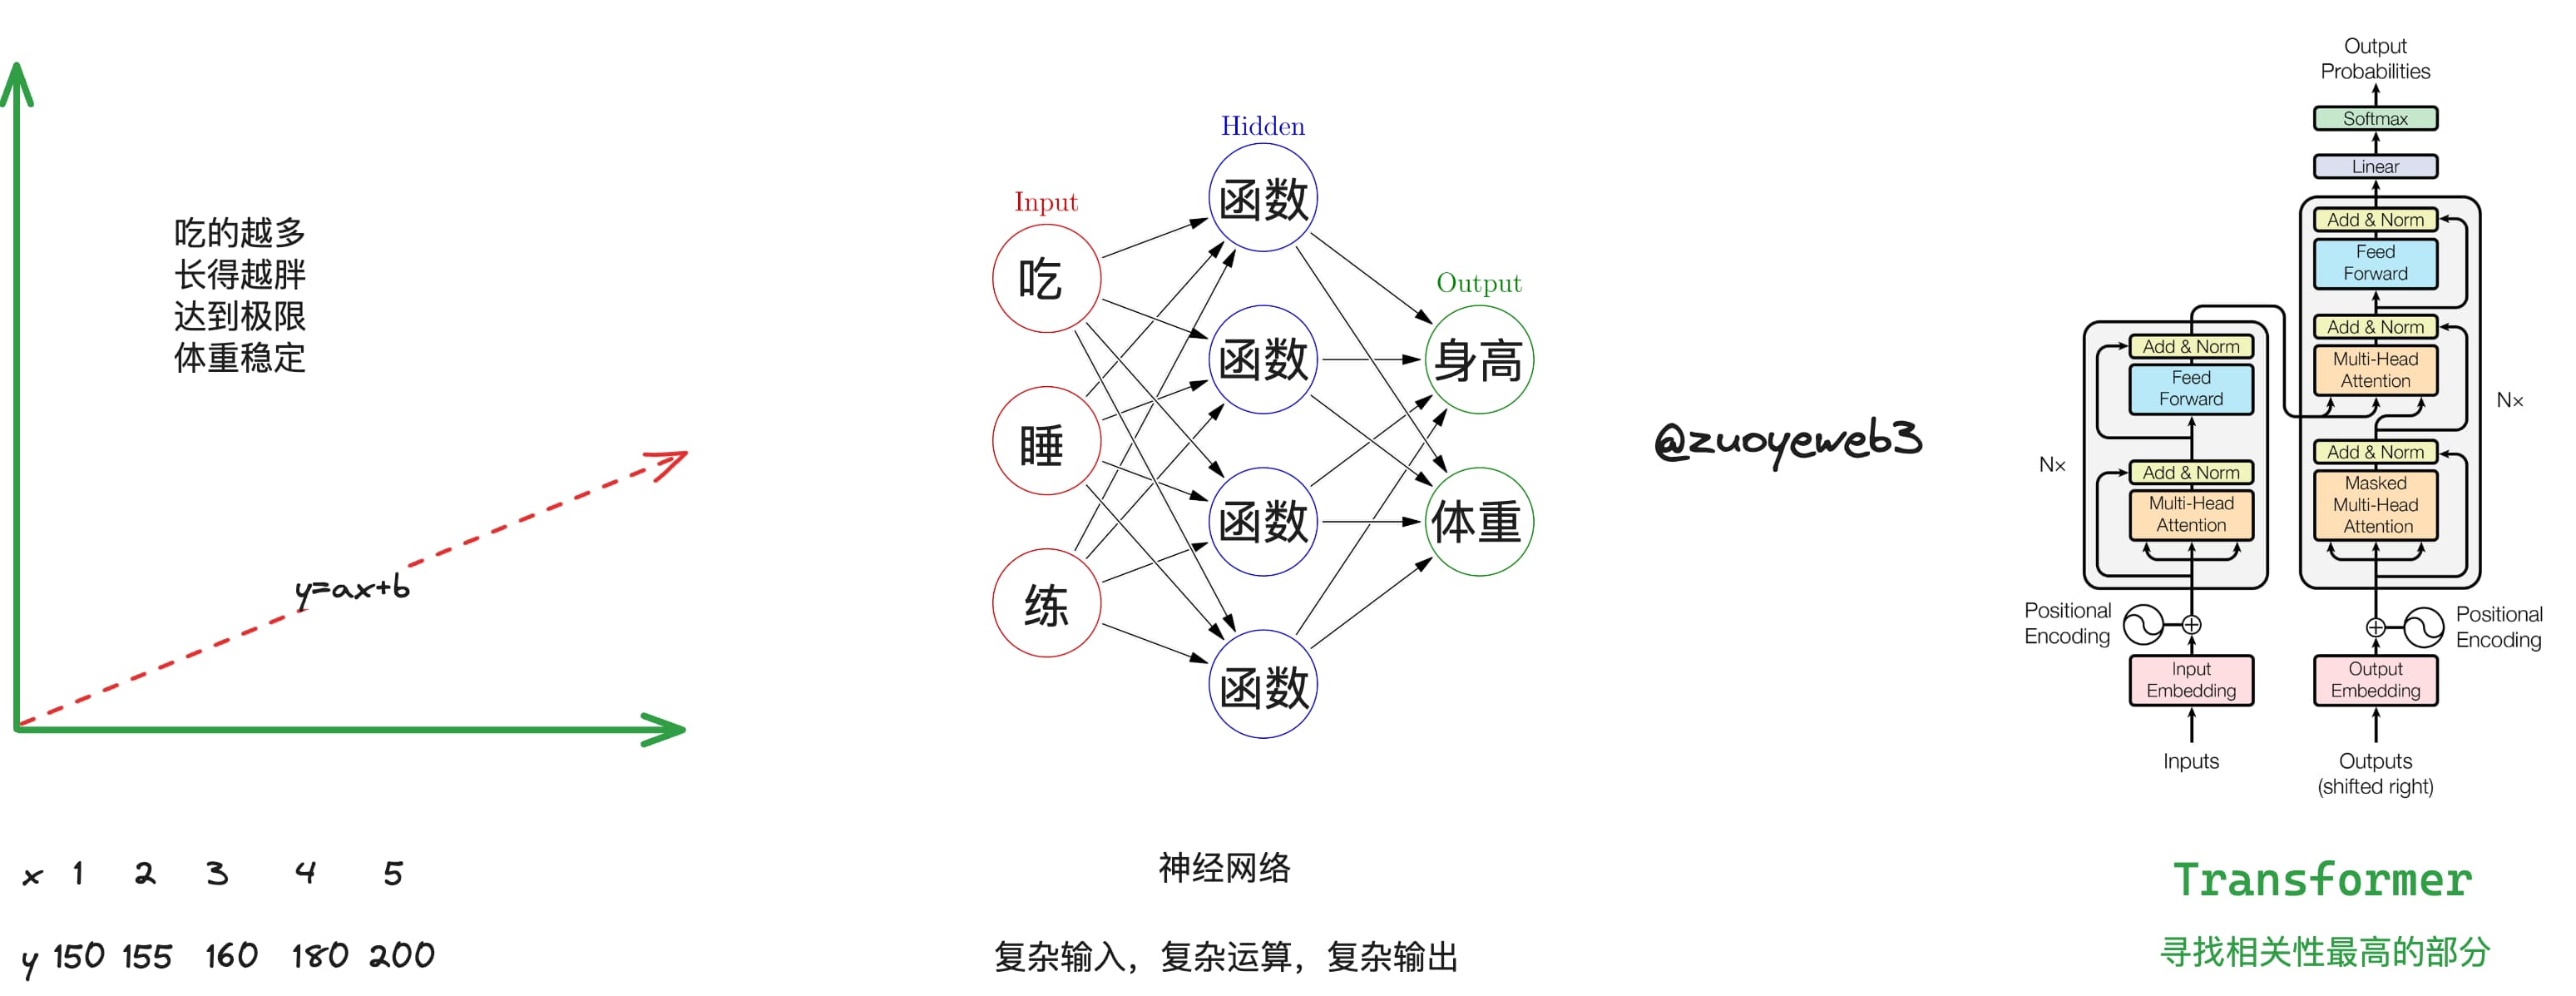 吃的越多
长得越胖
达到极限
体重稳定
y=ax+b
x 1 2 3 4 5
y 150 155 160 180 200
Hidden
Input
Output
吃
睡
练
函数
函数
函数
函数
身高
体重
神经网络
复杂输入，复杂运算，复杂输出
@zuoyeweb3
Output
Probabilities
Softmax
Linear
Add & Norm
Feed
Forward
Add & Norm
Multi-Head
Attention
N×
Add & Norm
Masked
Multi-Head
Attention
Add & Norm
Feed
Forward
N×
Add & Norm
Multi-Head
Attention
Positional
Encoding
Positional
Encoding
Input
Embedding
Output
Embedding
Inputs
Outputs
(shifted right)
Transformer
寻找相关性最高的部分